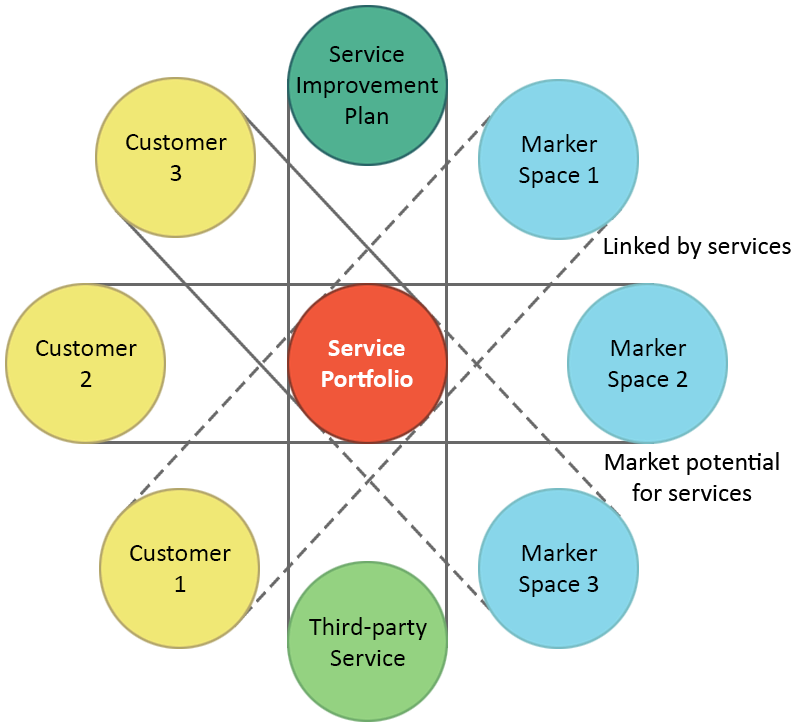 Service
Improvement
Plan
Customer
3
Marker
Space 1
Linked by services
Customer
2
Service
Portfolio
Marker
Space 2
Market potential
for services
Customer
1
Marker
Space 3
Third-party
Service